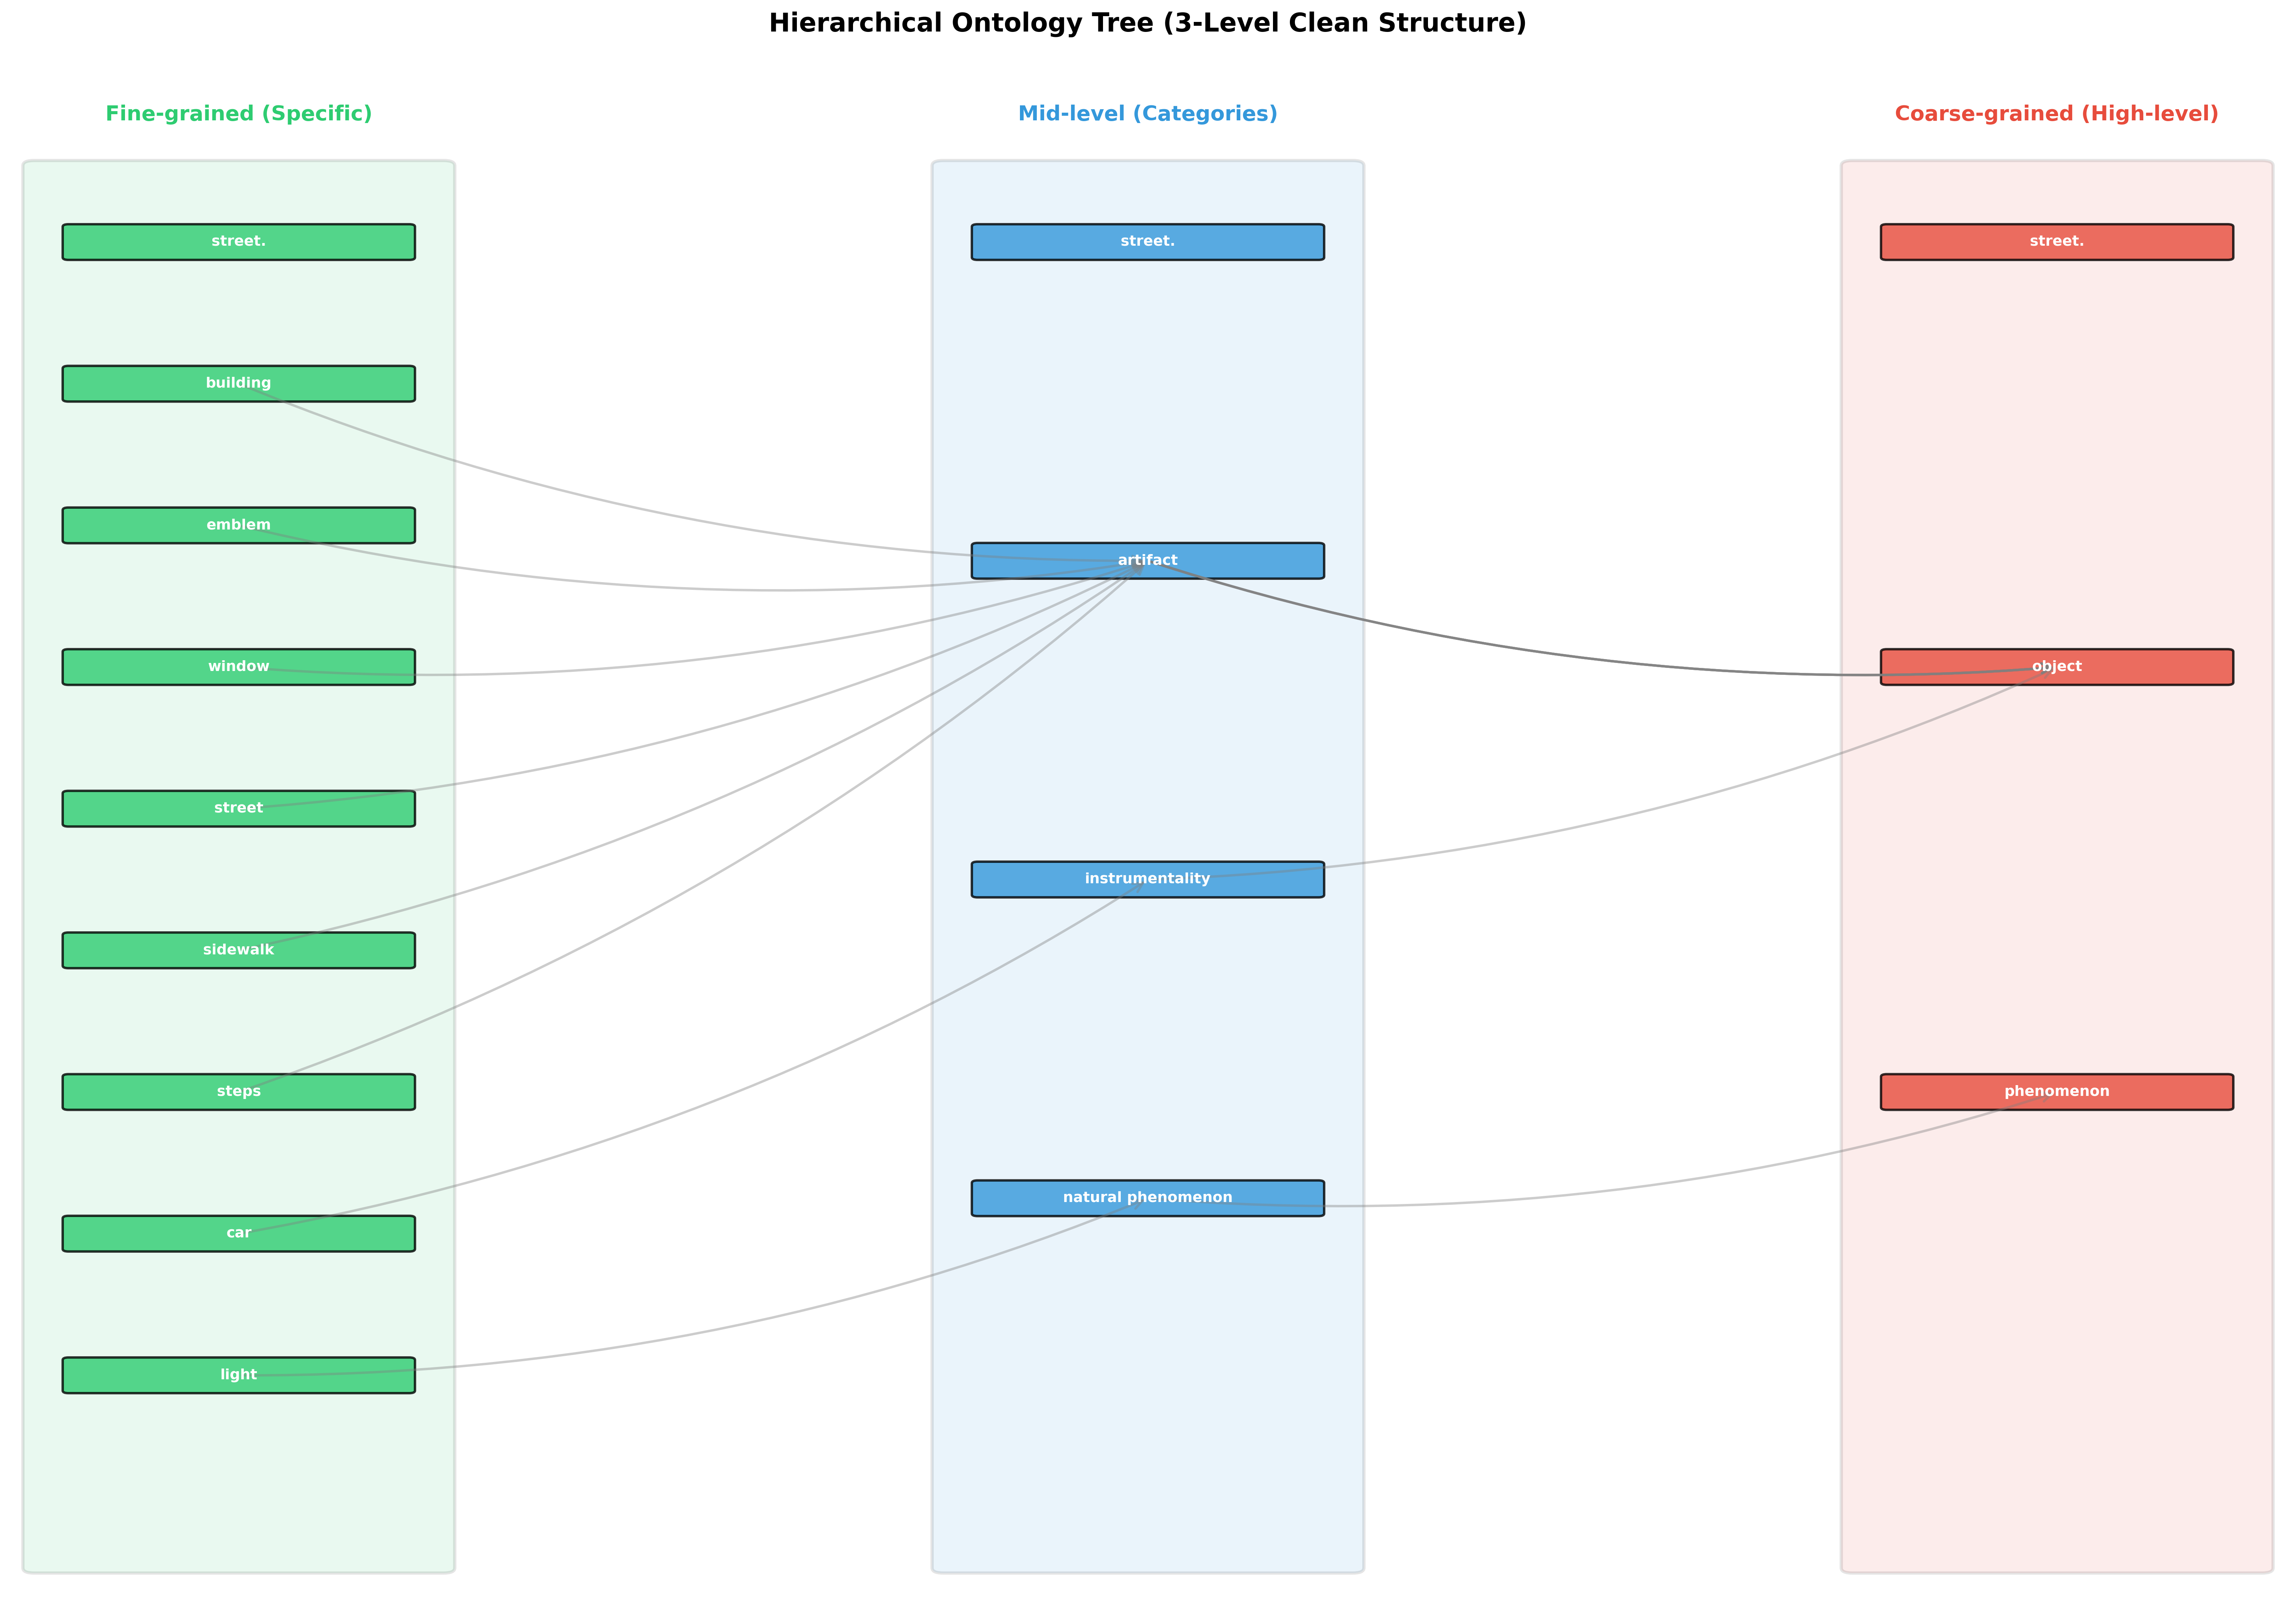 Hierarchical Ontology Tree (3-Level Clean Structure)
Fine-grained (Specific)
street.
building
emblem
window
street
sidewalk
steps
car
light
Mid-level (Categories)
street.
artifact
instrumentality
natural phenomenon
Coarse-grained (High-level)
street.
object
phenomenon